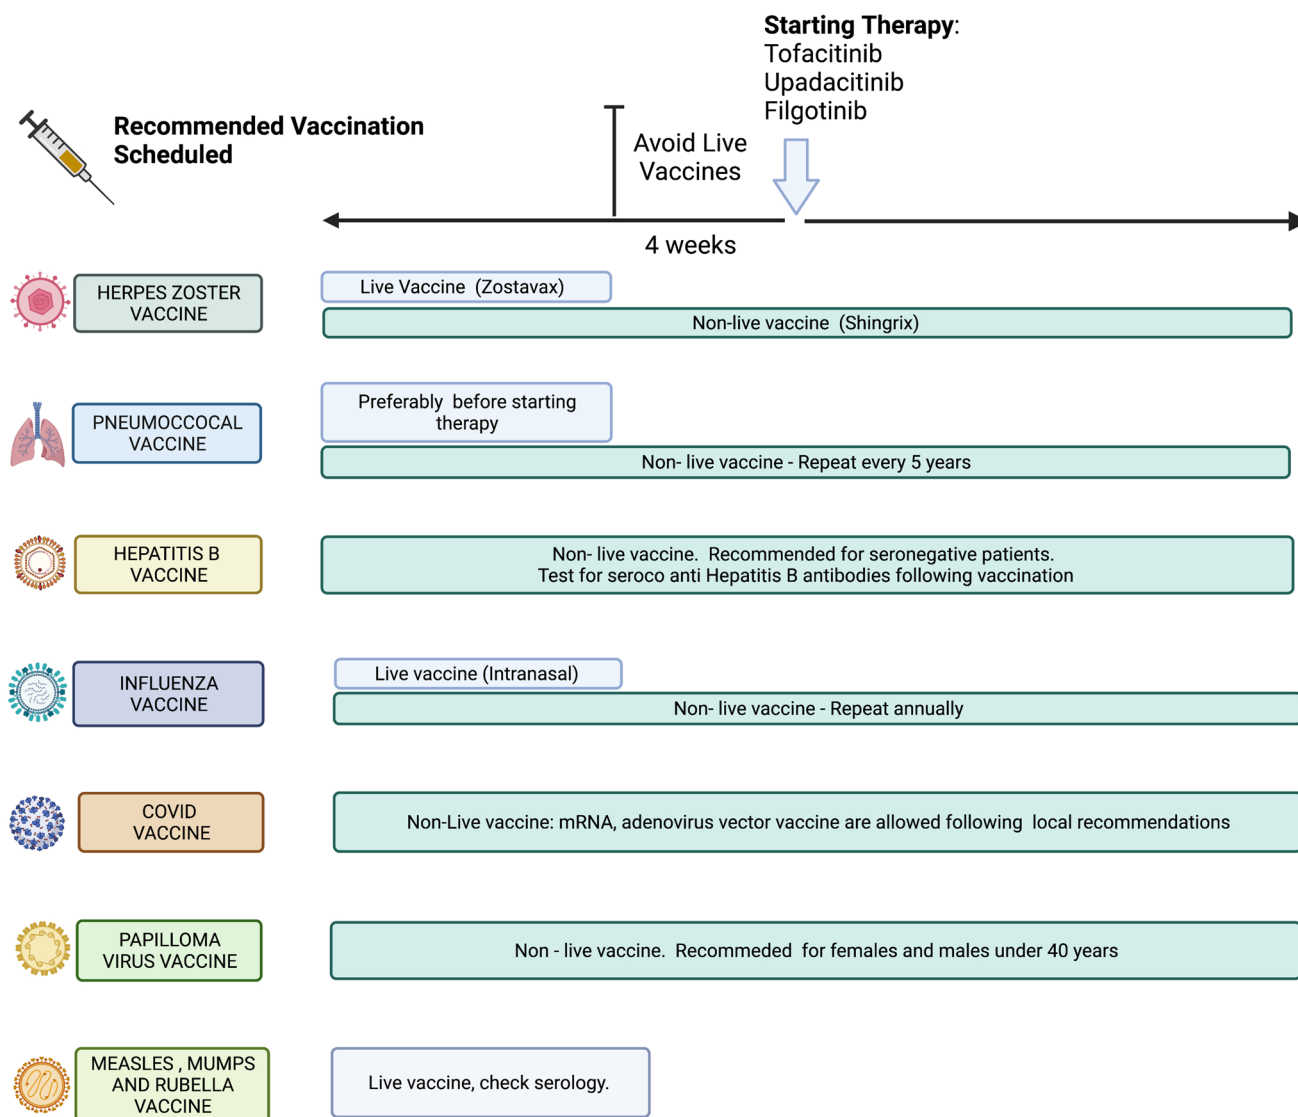 Starting Therapy:
Tofacitinib
Upadacitinib
Filgotinib
Recommended Vaccination
Scheduled
Avoid Live
Vaccines
4 weeks
HERPES ZOSTER
VACCINE
Live Vaccine (Zostavax)
Non-live vaccine (Shingrix)
PNEUMOCCOCAL
VACCINE
Preferably before starting
therapy
Non- live vaccine - Repeat every 5 years
HEPATITIS B
VACCINE
Non- live vaccine. Recommended for seronegative patients.
Test for seroco anti Hepatitis B antibodies following vaccination
INFLUENZA
VACCINE
Live vaccine (Intranasal)
Non- live vaccine - Repeat annually
COVID
VACCINE
Non-Live vaccine: mRNA, adenovirus vector vaccine are allowed following local recommendations
PAPILLOMA
VIRUS VACCINE
Non - live vaccine. Recommeded for females and males under 40 years
MEASLES , MUMPS
AND RUBELLA
VACCINE
Live vaccine, check serology.